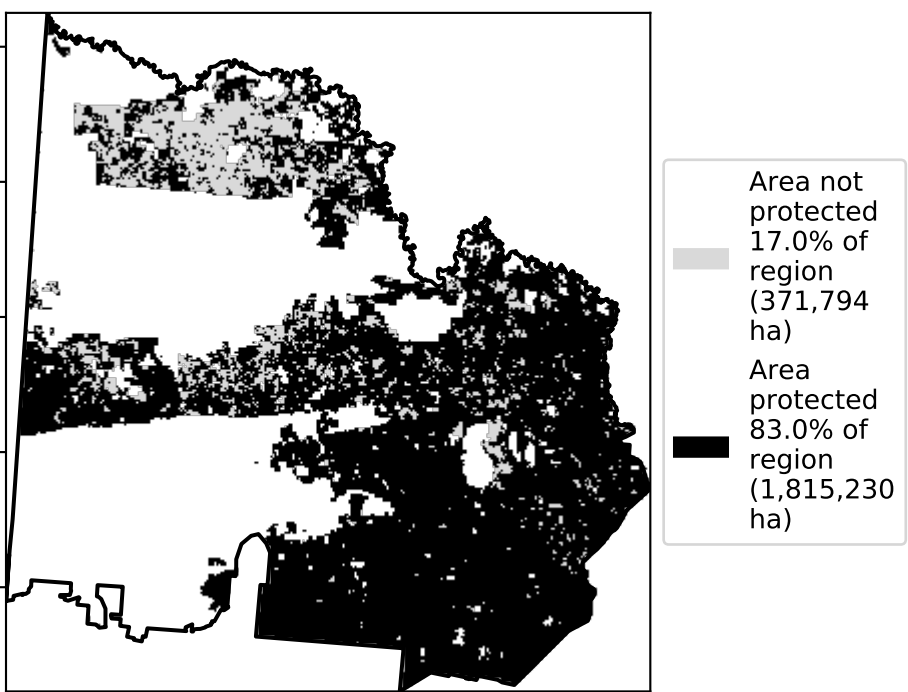 Area not
protected
17.0% of
region
(371,794
ha)
Area
protected
83.0% of
region
(1,815,230
ha)